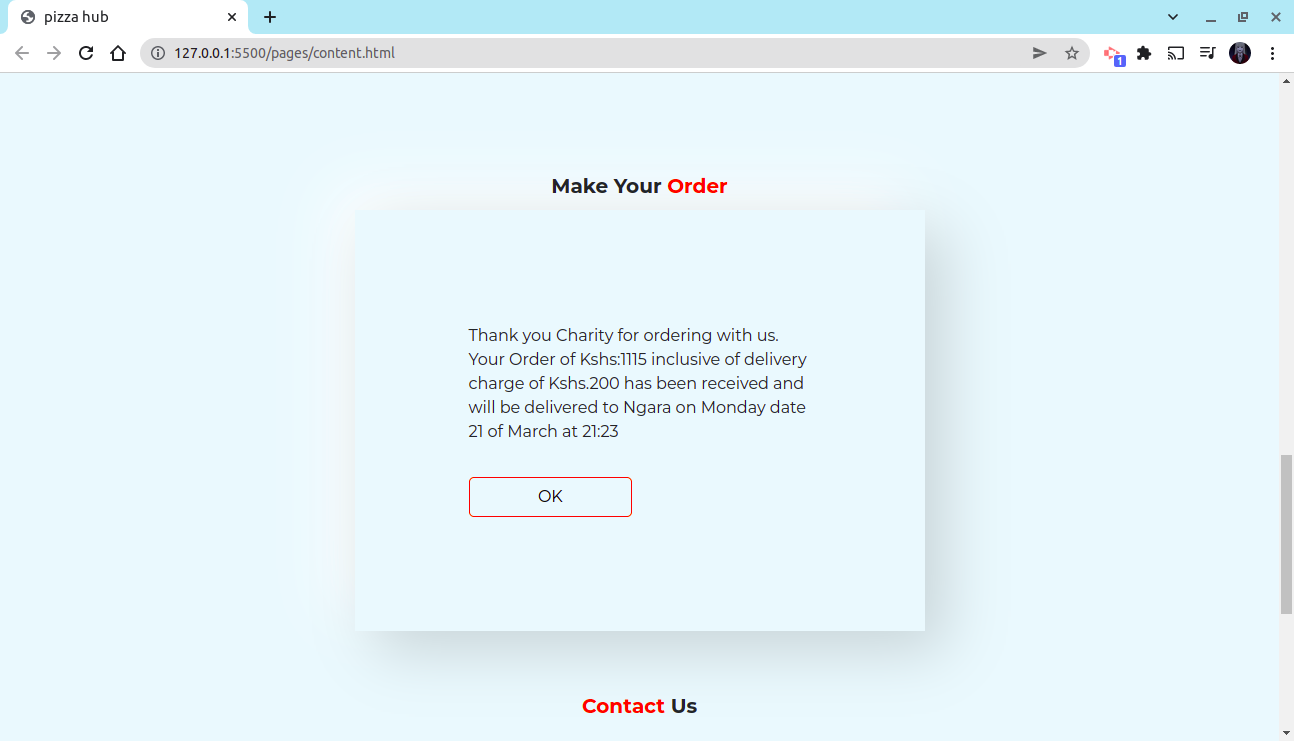 pizza hub
127.0.0.1:5500/pages/content.html
1
Make Your Order
Thank you Charity for ordering with us.
Your Order of Kshs:1115 inclusive of delivery
charge of Kshs.200 has been received and
will be delivered to Ngara on Monday date
21 of March at 21:23
OK
Contact Us